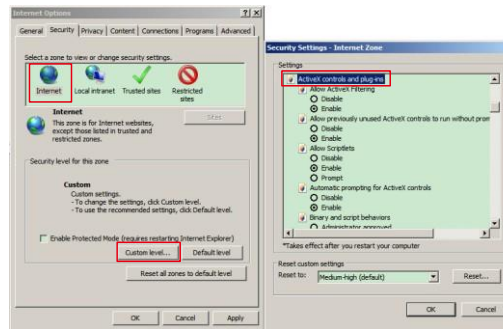 Internet Options
General Security Privacy Content Connections Programs Advanced
Select a zone to view or change security settings.
Internet
Local intranet
Trusted sites
Restricted
sites
Internet
This zone is for Internet websites,
except those listed in trusted and
restricted zones.
Sites
Security level for this zone
Custom
Custom settings.
- To change the settings, click Custom level.
- To use the recommended settings, click Default level.
Enable Protected Mode (requires restarting Internet Explorer)
Custom level...
Default level
Reset all zones to default level
OK
Cancel
Apply
Security Settings - Internet Zone
Settings
ActiveX controls and plug-ins
Allow ActiveX Filtering
Disable
Enable
Allow previously unused ActiveX controls to run without prom
Disable
Enable
Allow Scriptlets
Disable
Enable
Prompt
Automatic prompting for ActiveX controls
Disable
Enable
Binary and script behaviors
Administrator approved
*Takes effect after you restart your computer
Reset custom settings
Reset to:
Medium-high (default)
Reset...
OK
Cancel